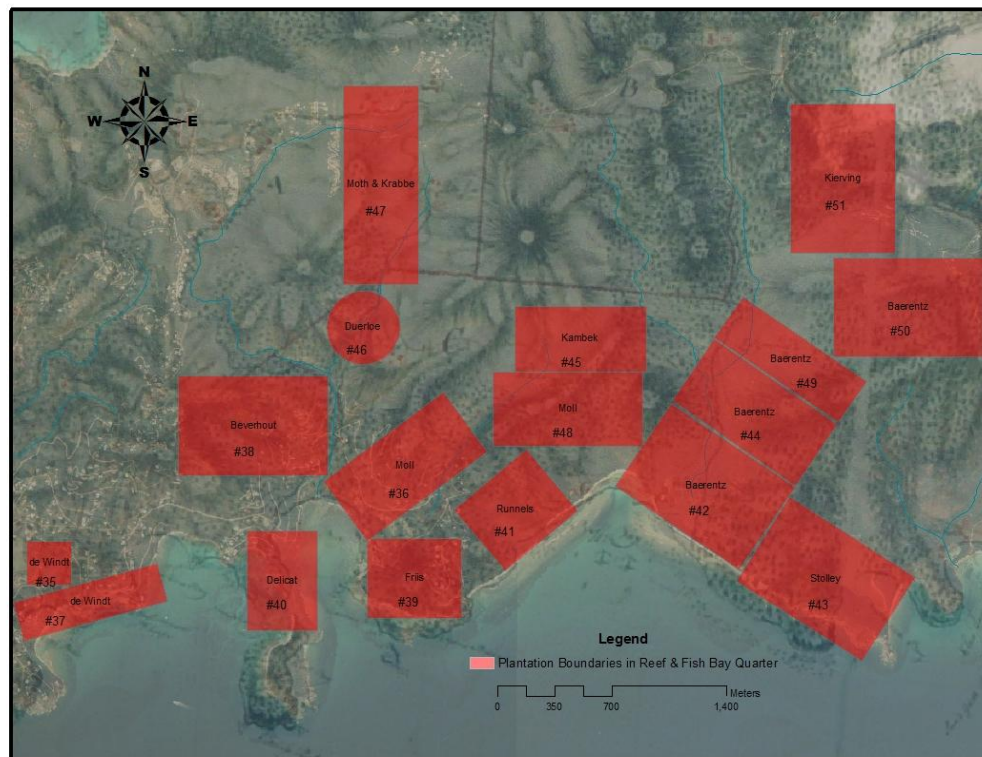 N
W E
S
Moth & Krabbe
#47
Kierving
#51
Baerentz
#50
Duerloe
#46
Kambek
#45
Baerentz
#49
Moll
#48
Baerentz
#44
Beverhout
#38
Moll
#36
Baerentz
#42
Runnels
#41
de Windt
#35
de Windt
#37
Delicat
#40
Friis
#39
Stolley
#43
Legend
Plantation Boundaries in Reef & Fish Bay Quarter
Meters
0 350 700 1,400